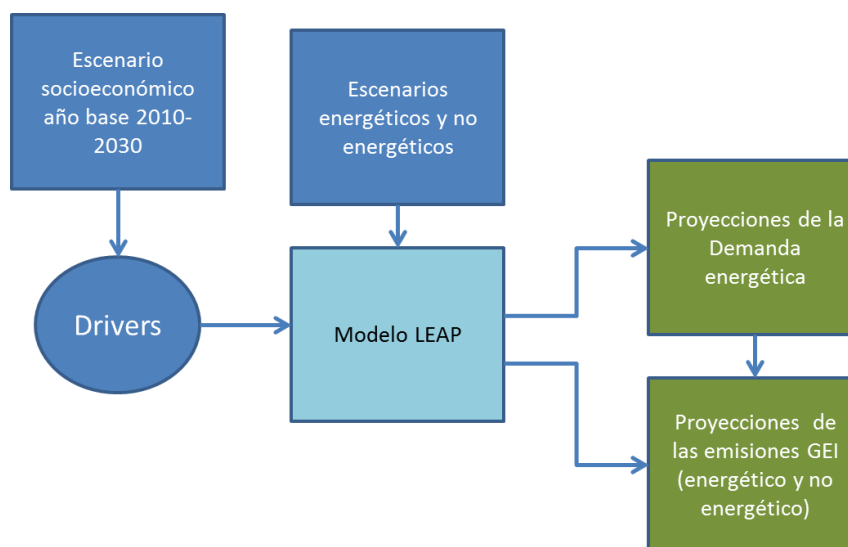 Escenario
socioeconómico
año base 2010-
2030
Escenarios
energéticos y no
energéticos
Proyecciones de la
Demanda
energética
Drivers
Modelo LEAP
Proyecciones de
las emisiones GEI
(energético y no
energético)